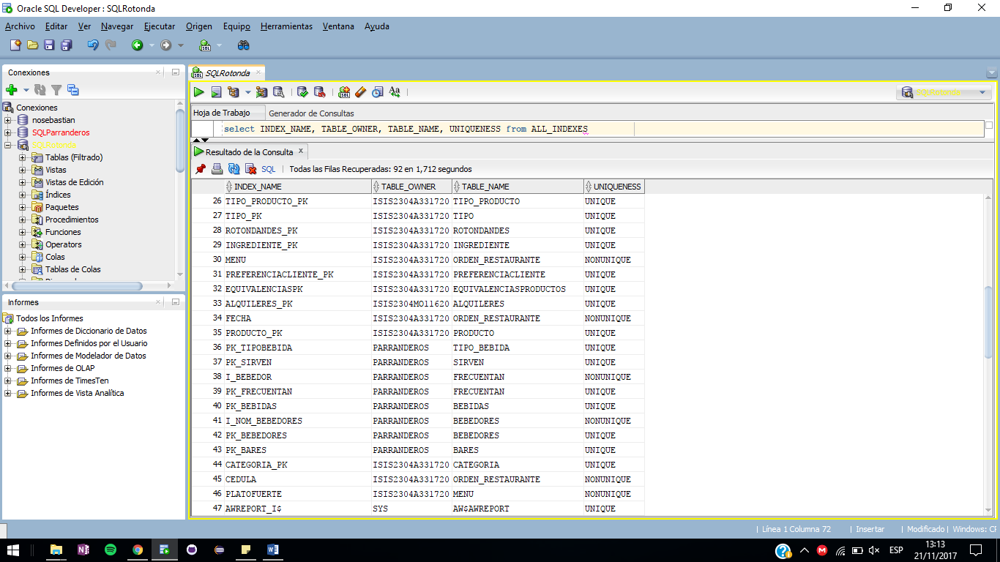 Oracle SQL Developer : SQLRotonda
Archivo Editar Ver Navegar Ejecutar Origen Equipo Herramientas Ventana Ayuda
Conexiones
Conexiones
nosebastian
SQLParranderos
SQLRotonda
Tablas (Filtrado)
Vistas
Vistas de Edición
Índices
Paquetes
Procedimientos
Funciones
Operators
Colas
Tablas de Colas
Informes
Todos los Informes
Informes de Diccionario de Datos
Informes Definidos por el Usuario
Informes de Modelador de Datos
Informes de OLAP
Informes de TimesTen
Informes de Vista Analítica
SQLRotonda
SQLRotonda
Hoja de Trabajo Generador de Consultas
select INDEX_NAME, TABLE_OWNER, TABLE_NAME, UNIQUENESS from ALL_INDEXES
Resultado de la Consulta x
SQL | Todas las Filas Recuperadas: 92 en 1,712 segundos
INDEX_NAME TABLE_OWNER TABLE_NAME UNIQUENESS
26 TIPO_PRODUCTO_PK ISIS2304A331720 TIPO_PRODUCTO UNIQUE
27 TIPO_PK ISIS2304A331720 TIPO UNIQUE
28 ROTONDANDES_PK ISIS2304A331720 ROTONDANDES UNIQUE
29 INGREDIENTE_PK ISIS2304A331720 INGREDIENTE UNIQUE
30 MENU ISIS2304A331720 ORDEN_RESTAURANTE NONUNIQUE
31 PREFERENCIACLIENTE_PK ISIS2304A331720 PREFERENCIACLIENTE UNIQUE
32 EQUIVALENCIASPK ISIS2304A331720 EQUIVALENCIASPRODUCTOS UNIQUE
33 ALQUILERES_PK ISIS2304MO11620 ALQUILERES UNIQUE
34 FECHA ISIS2304A331720 ORDEN_RESTAURANTE NONUNIQUE
35 PRODUCTO_PK ISIS2304A331720 PRODUCTO UNIQUE
36 PK_TIPOBEBIDA PARRANDEROS TIPO_BEBIDA UNIQUE
37 PK_SIRVEN PARRANDEROS SIRVEN UNIQUE
38 I_BEBEDOR PARRANDEROS FRECUENTAN NONUNIQUE
39 PK_FRECUENTAN PARRANDEROS FRECUENTAN UNIQUE
40 PK_BEBIDAS PARRANDEROS BEBIDAS UNIQUE
41 I_NOM_BEBEDORES PARRANDEROS BEBEDORES NONUNIQUE
42 PK_BEBEDORES PARRANDEROS BEBEDORES UNIQUE
43 PK_BARES PARRANDEROS BARES UNIQUE
44 CATEGORIA_PK ISIS2304A331720 CATEGORIA UNIQUE
45 CEDULA ISIS2304A331720 ORDEN_RESTAURANTE NONUNIQUE
46 PLATOFUERTE ISIS2304A331720 MENU NONUNIQUE
47 AWREPORT_I$ SYS AW$AWREPORT UNIQUE
| Línea 1 Columna 72 | Insertar | Modificado | Windows: CF
ESP
13:13
21/11/2017